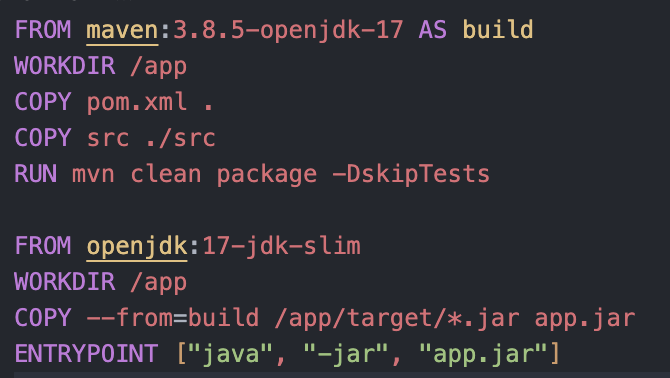 FROM maven:3.8.5-openjdk-17 AS build
WORKDIR /app
COPY pom.xml .
COPY src ./src
RUN mvn clean package -DskipTests
FROM openjdk:17-jdk-slim
WORKDIR /app
COPY --from=build /app/target/*.jar app.jar
ENTRYPOINT ["java", "-jar", "app.jar"]